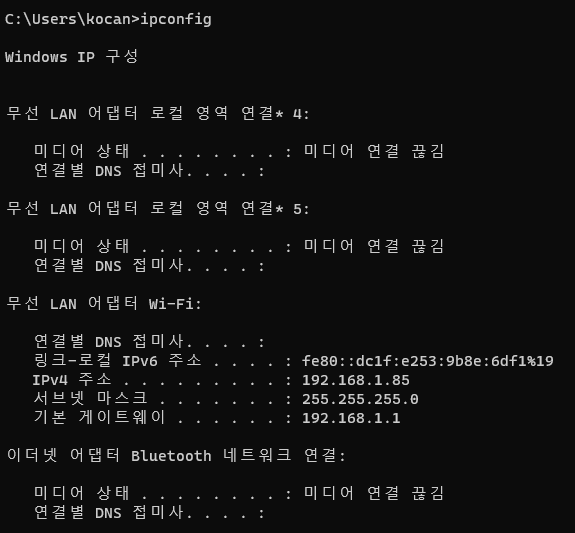 C:\Users\kocan>ipconfig
Windows IP 구성
무선 LAN 어댑터 로컬 영역 연결* 4:
미디어 상태 . . . . . . . . : 미디어 연결 끊김
연결별 DNS 접미사. . . . :
무선 LAN 어댑터 로컬 영역 연결* 5:
미디어 상태 . . . . . . . . : 미디어 연결 끊김
연결별 DNS 접미사. . . . :
무선 LAN 어댑터 Wi-Fi:
연결별 DNS 접미사. . . . :
링크-로컬 IPv6 주소 . . . . : fe80::dc1f:e253:9b8e:6df1%19
IPv4 주소 . . . . . . . . . : 192.168.1.85
서브넷 마스크 . . . . . . . : 255.255.255.0
기본 게이트웨이 . . . . . . : 192.168.1.1
이더넷 어댑터 Bluetooth 네트워크 연결:
미디어 상태 . . . . . . . . : 미디어 연결 끊김
연결별 DNS 접미사. . . . :